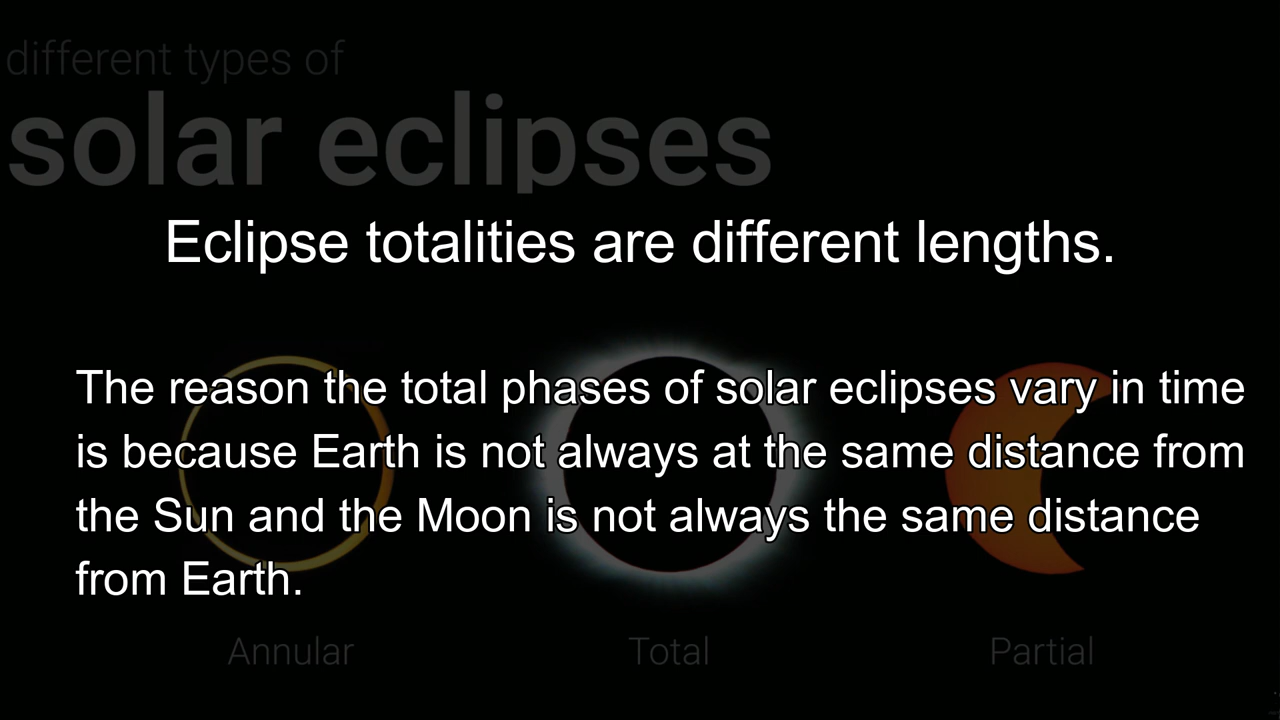 different types of
solar eclipses
Eclipse totalities are different lengths.
The reason the total phases of solar eclipses vary in time
is because Earth is not always at the same distance from
the Sun and the Moon is not always the same distance
from Earth.
Annular Total Partial